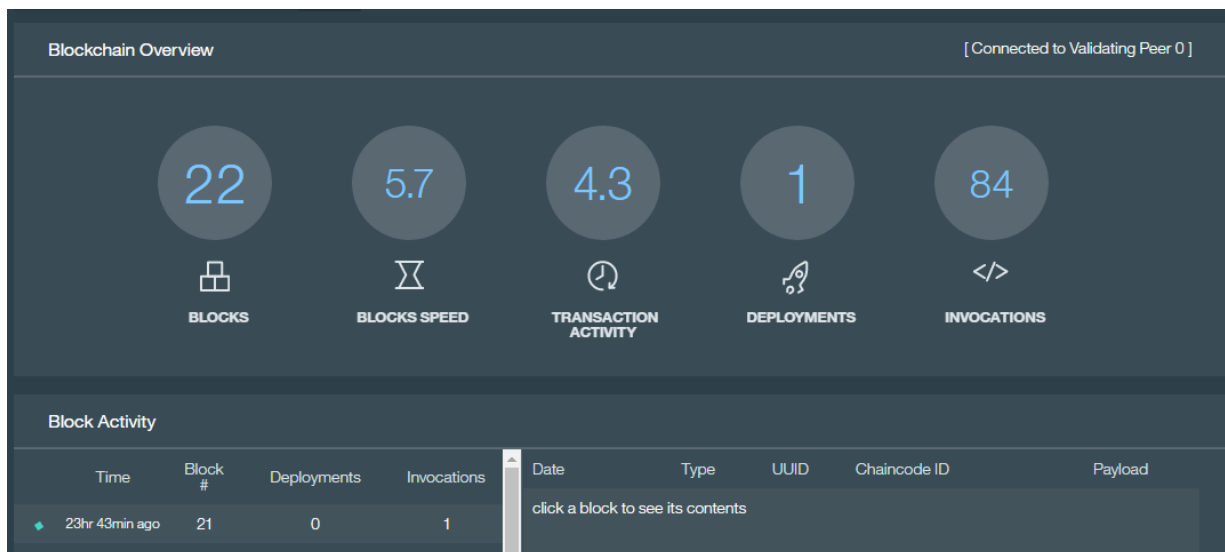 Blockchain Overview
[ Connected to Validating Peer 0 ]
22
5.7
4.3
1
84
</>
BLOCKS
BLOCKS SPEED
TRANSACTION
ACTIVITY
DEPLOYMENTS
INVOCATIONS
Block Activity
Time Block # Deployments Invocations
23hr 43min ago 21 0 1
Date Type UUID Chaincode ID Payload
click a block to see its contents